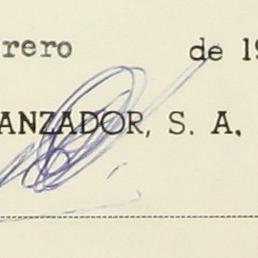 rero de 19
ANZADOR, S. A.